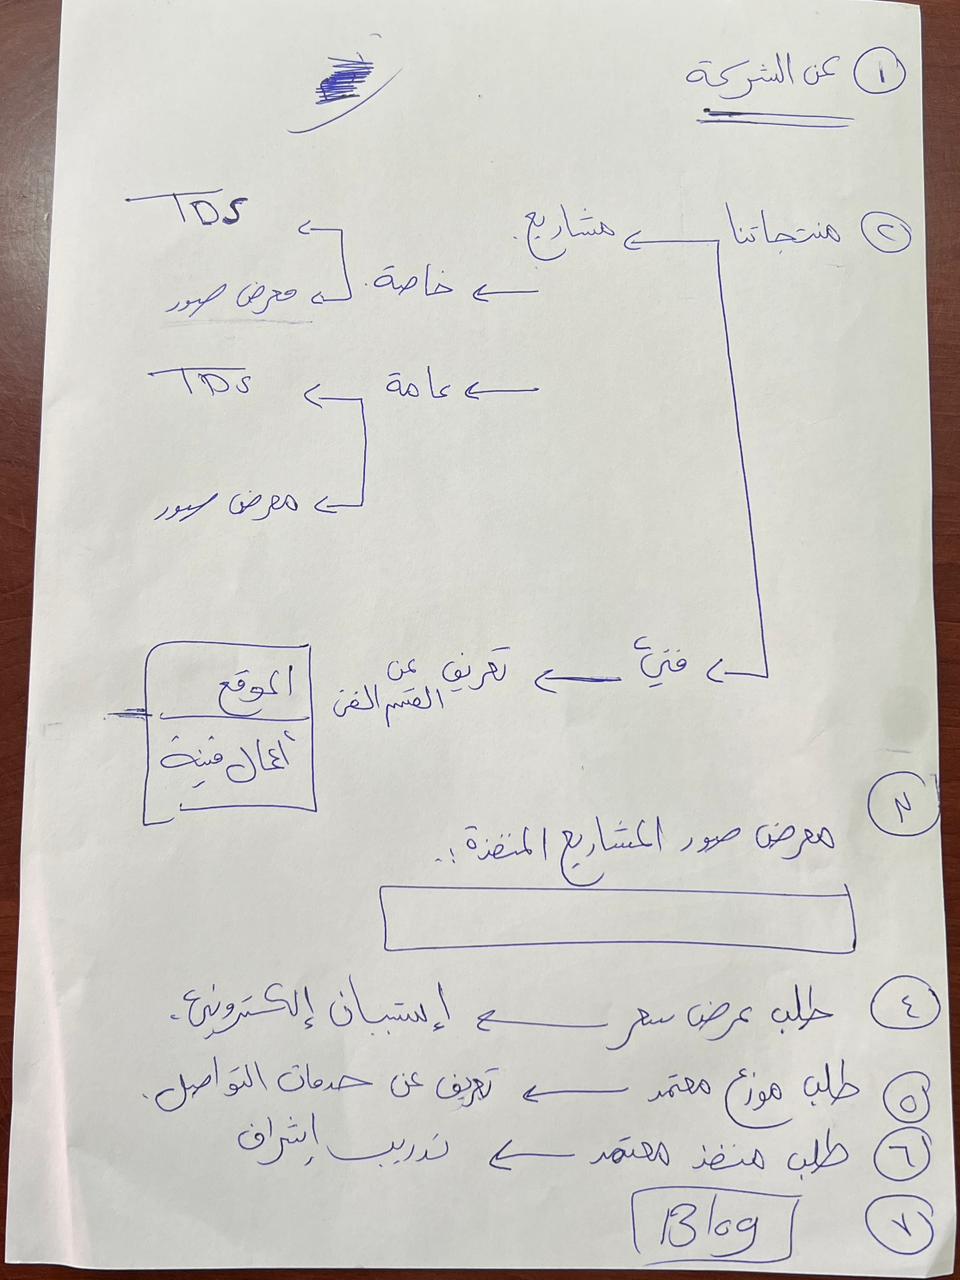 ١ عن الشركة
٢ منتجاتنا ← مشاريع
← خاصة ← TDS
← معرض صور
← عامة ← TDS
← معرض صور
← فني ← تعريف عن القسم الفني
الموقع
أعمال فنية
٣ معرض صور المشاريع المنفذة:
٤ طلب عرض سعر ← إستبيان إلكتروني.
٥ طلب موزع معتمد ← تعريف عن خدمات التواصل.
٦ طلب منفذ معتمد ← تدريب إشراف
٧ Blog